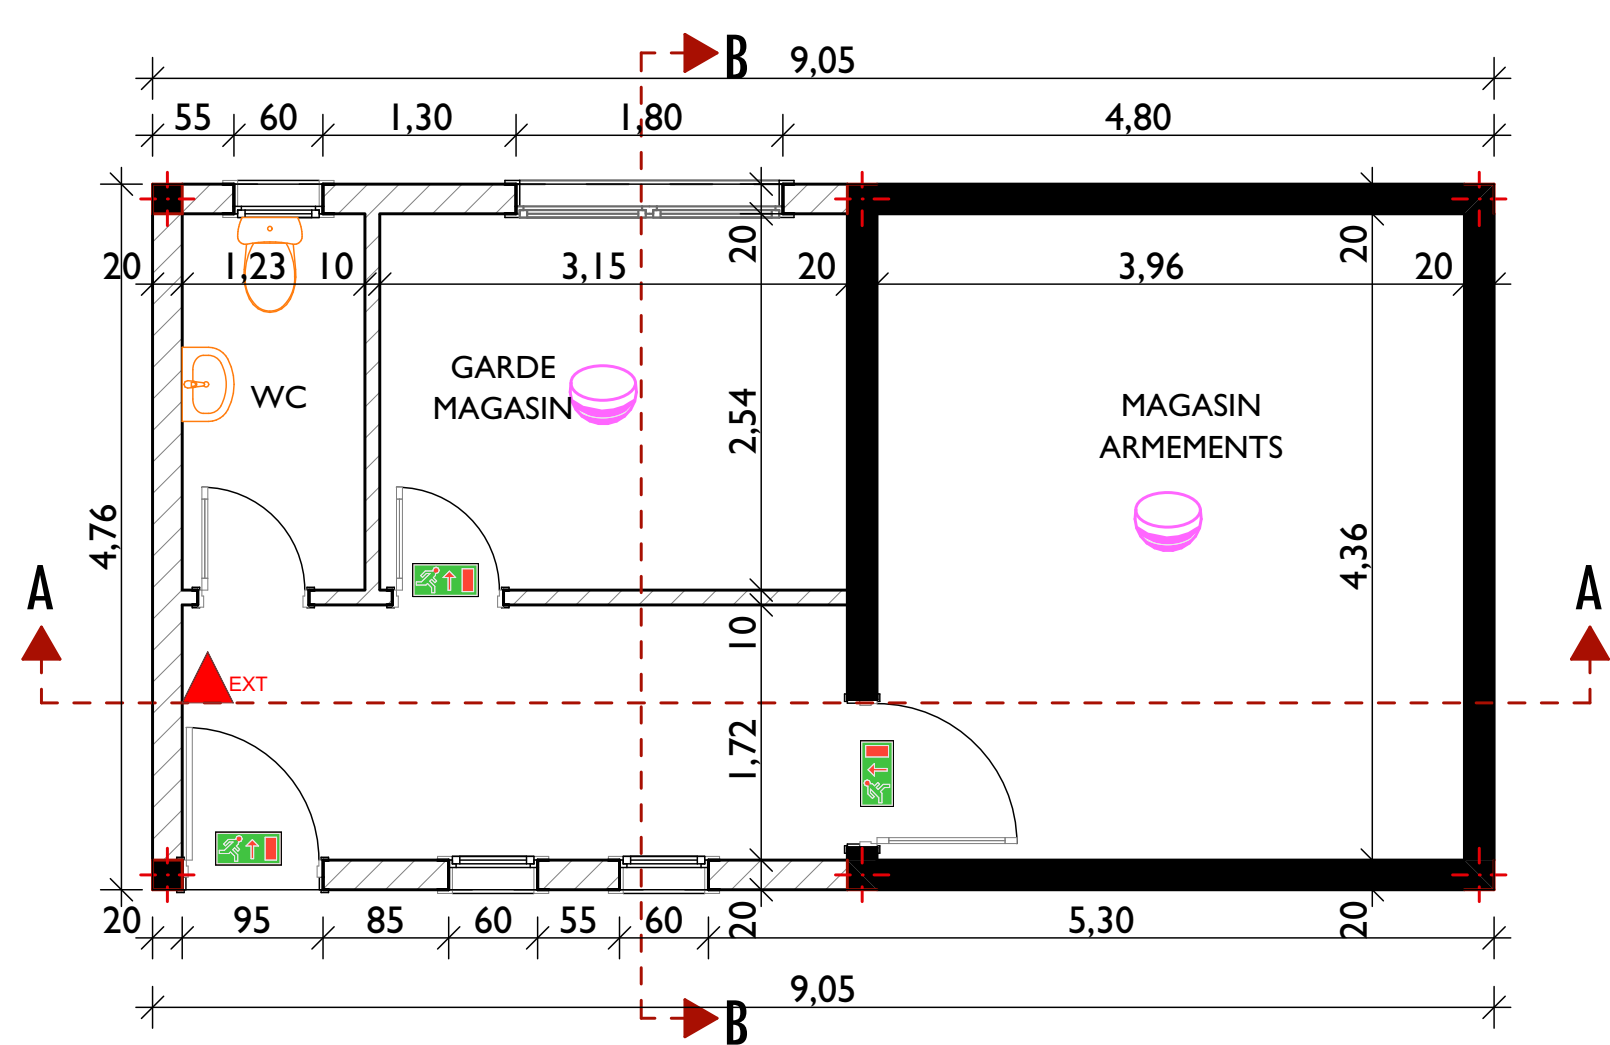 B
9,05
55 60 1,30 1,80 4,80
20 1,23 10 3,15 20 3,96 20
20
20
GARDE
MAGASIN
WC
2,54
MAGASIN
ARMEMENTS
4,76
4,36
A
A
10
EXT
1,72
20 95 85 60 55 60 5,30
20
20
9,05
B